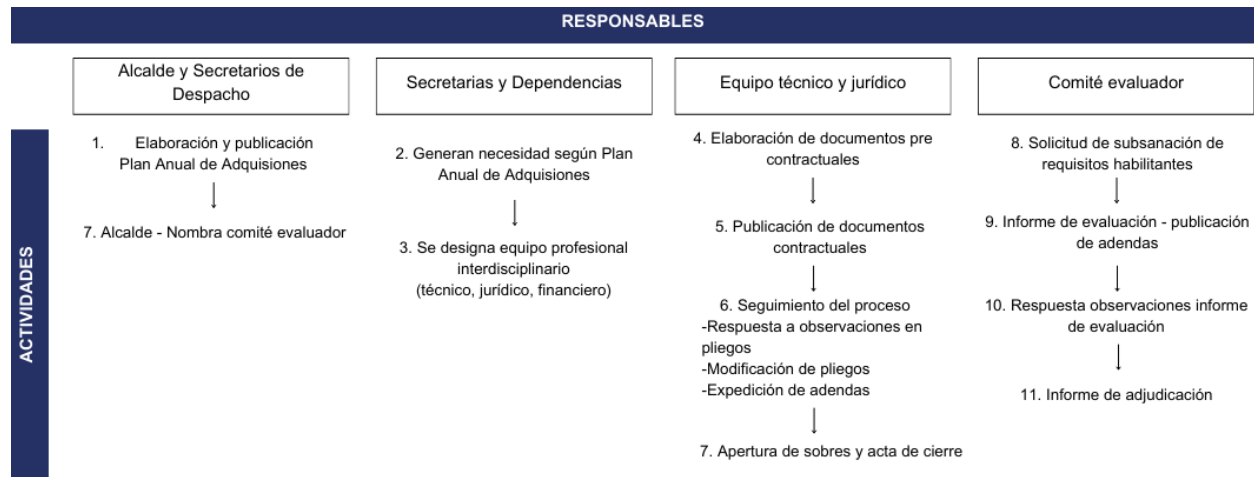 RESPONSABLES
Alcalde y Secretarios de
Despacho
Secretarias y Dependencias
Equipo técnico y jurídico
Comité evaluador
ACTIVIDADES
1. Elaboración y publicación
Plan Anual de Adquisiones
7. Alcalde - Nombra comité evaluador
2. Generan necesidad según Plan
Anual de Adquisiones
3. Se designa equipo profesional
interdisciplinario
(técnico, jurídico, financiero)
4. Elaboración de documentos pre
contractuales
5. Publicación de documentos
contractuales
6. Seguimiento del proceso
-Respuesta a observaciones en
pliegos
-Modificación de pliegos
-Expedición de adendas
7. Apertura de sobres y acta de cierre
8. Solicitud de subsanación de
requisitos habilitantes
9. Informe de evaluación - publicación
de adendas
10. Respuesta observaciones informe
de evaluación
11. Informe de adjudicación